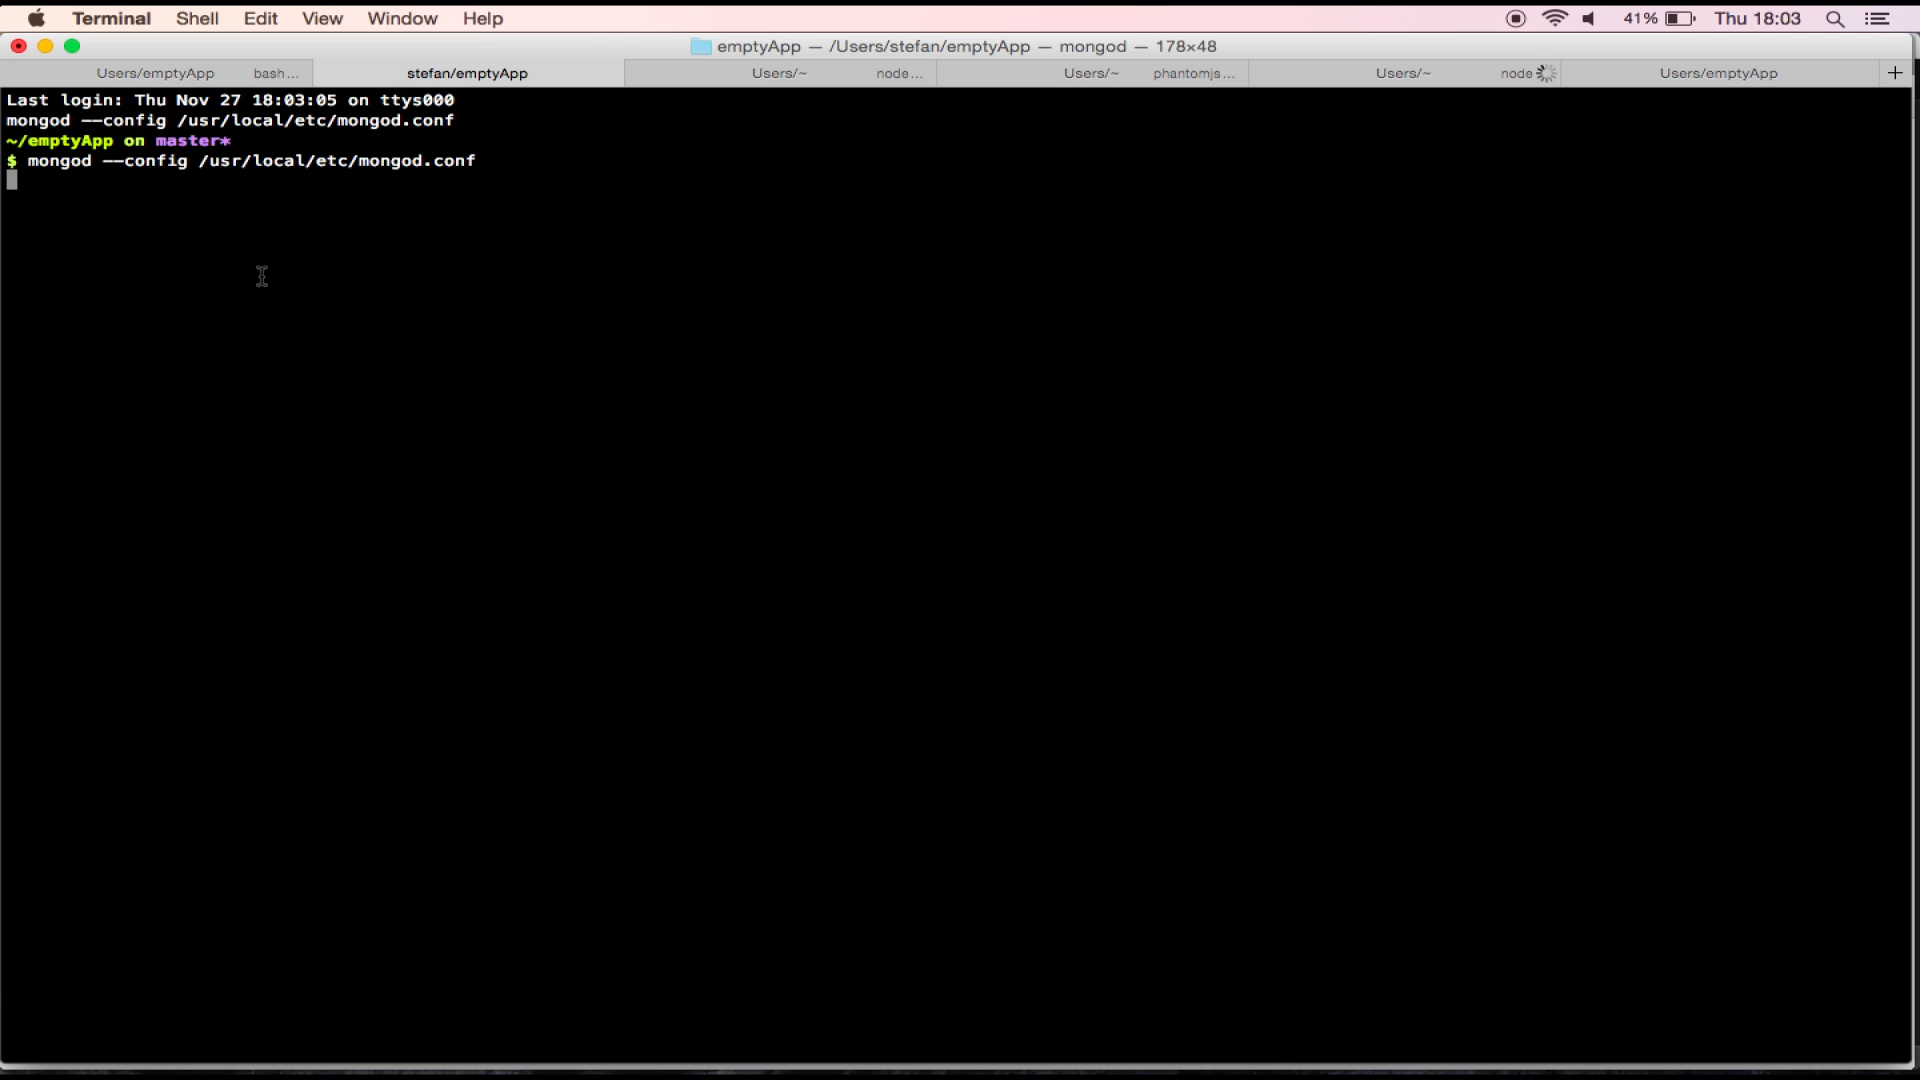 Terminal Shell Edit View Window Help 41% Thu 18:03
emptyApp — /Users/stefan/emptyApp — mongod — 178×48
Users/emptyApp bash... stefan/emptyApp Users/~ node... Users/~ phantomjs... Users/~ node Users/emptyApp +
Last login: Thu Nov 27 18:03:05 on ttys000
mongod --config /usr/local/etc/mongod.conf
~/emptyApp on master*
$ mongod --config /usr/local/etc/mongod.conf